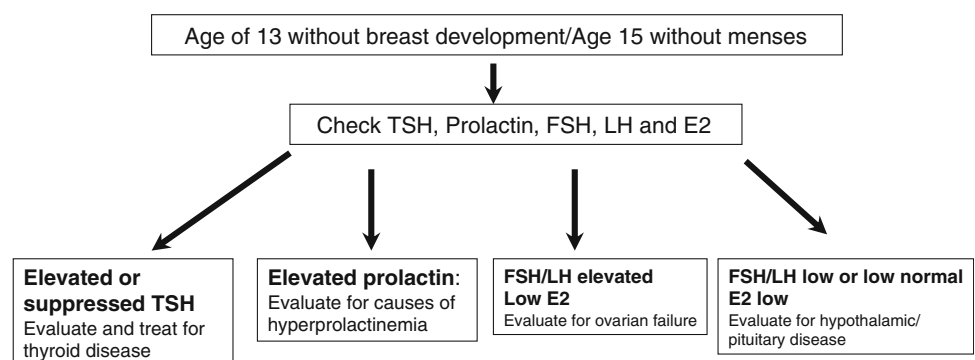 Age of 13 without breast development/Age 15 without menses
Check TSH, Prolactin, FSH, LH and E2
Elevated or
suppressed TSH
Evaluate and treat for
thyroid disease
Elevated prolactin:
Evaluate for causes of
hyperprolactinemia
FSH/LH elevated
Low E2
Evaluate for ovarian failure
FSH/LH low or low normal
E2 low
Evaluate for hypothalamic/
pituitary disease